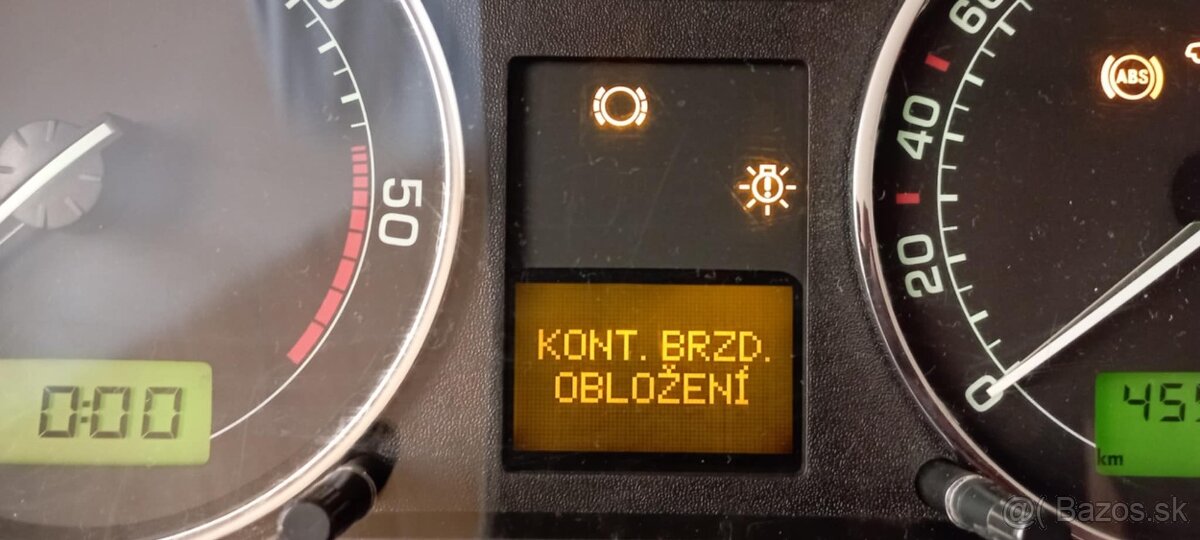 60
ABS
40
50
20
KONT. BRZD.
OBLOŽENÍ
0
0:00
km
@( Bazos.sk